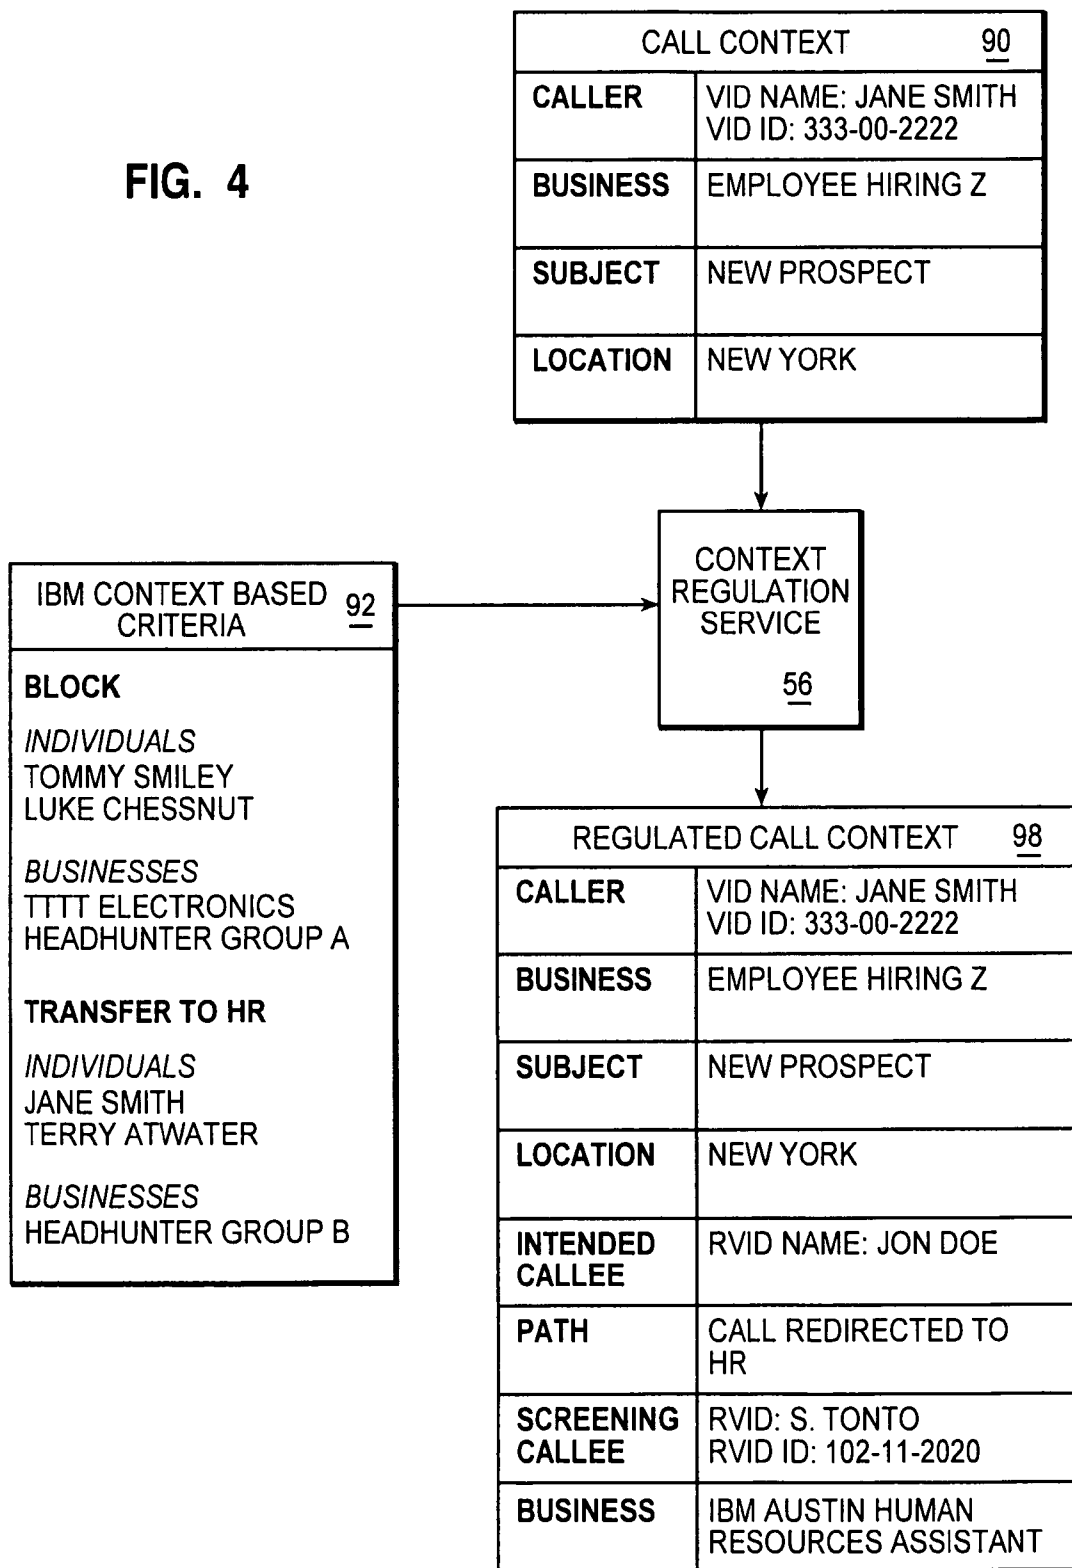 FIG. 4
CALL CONTEXT 90
CALLER VID NAME: JANE SMITH
VID ID: 333-00-2222
BUSINESS EMPLOYEE HIRING Z
SUBJECT NEW PROSPECT
LOCATION NEW YORK
CONTEXT
REGULATION
SERVICE
56
IBM CONTEXT BASED
CRITERIA 92
BLOCK
INDIVIDUALS
TOMMY SMILEY
LUKE CHESSNUT
BUSINESSES
TTTT ELECTRONICS
HEADHUNTER GROUP A
TRANSFER TO HR
INDIVIDUALS
JANE SMITH
TERRY ATWATER
BUSINESSES
HEADHUNTER GROUP B
REGULATED CALL CONTEXT 98
CALLER VID NAME: JANE SMITH
VID ID: 333-00-2222
BUSINESS EMPLOYEE HIRING Z
SUBJECT NEW PROSPECT
LOCATION NEW YORK
INTENDED RVID NAME: JON DOE
CALLEE
PATH CALL REDIRECTED TO
HR
SCREENING RVID: S. TONTO
CALLEE RVID ID: 102-11-2020
BUSINESS IBM AUSTIN HUMAN
RESOURCES ASSISTANT